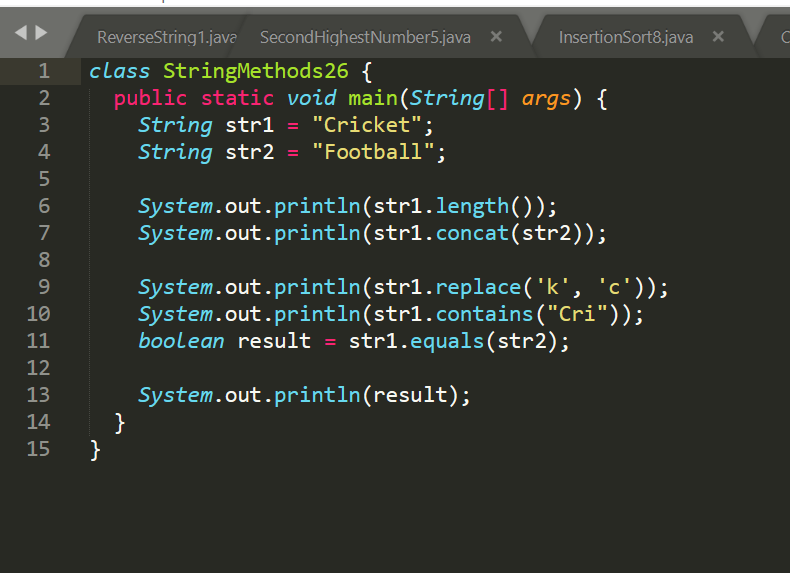 ReverseString1.java SecondHighestNumber5.java × InsertionSort8.java ×
1 class StringMethods26 {
2 public static void main(String[] args) {
3 String str1 = "Cricket";
4 String str2 = "Football";
5
6 System.out.println(str1.length());
7 System.out.println(str1.concat(str2));
8
9 System.out.println(str1.replace('k', 'c'));
10 System.out.println(str1.contains("Cri"));
11 boolean result = str1.equals(str2);
12
13 System.out.println(result);
14 }
15 }